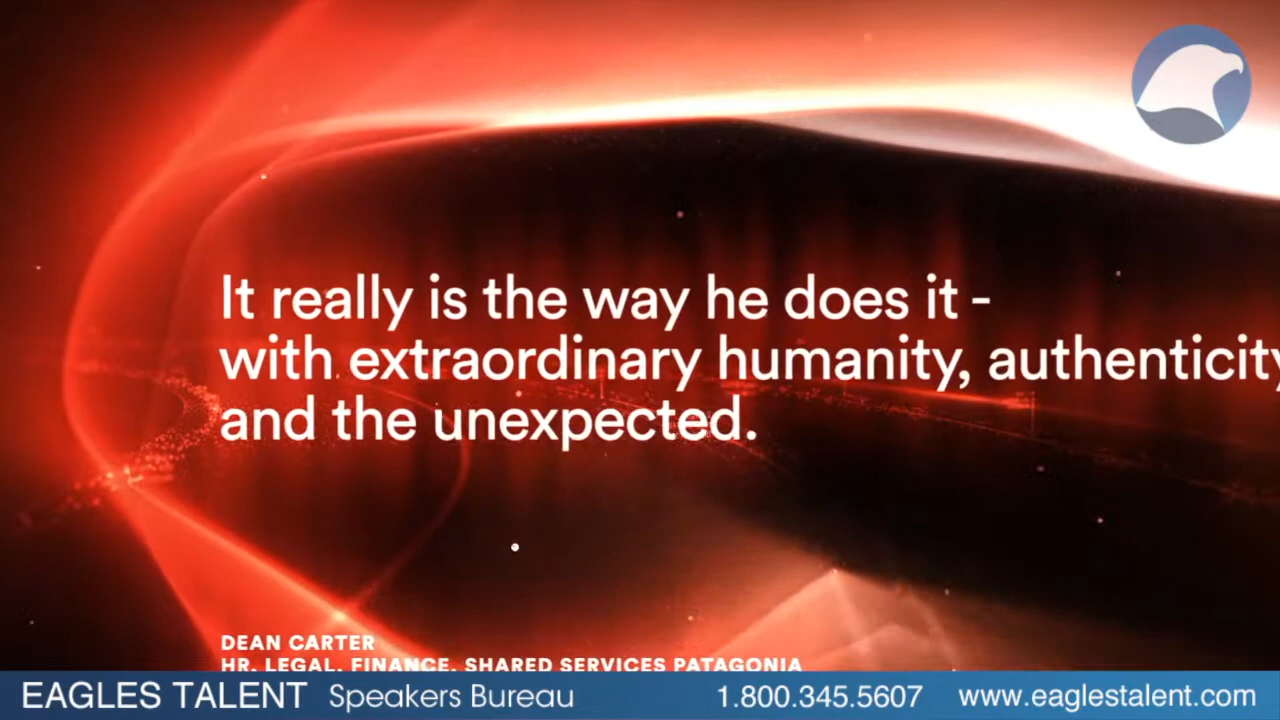 It really is the way he does it -
with extraordinary humanity, authenticity
and the unexpected.
DEAN CARTER
HR, LEGAL, FINANCE, SHARED SERVICES PATAGONIA
EAGLES TALENT Speakers Bureau 1.800.345.5607 www.eaglestalent.com